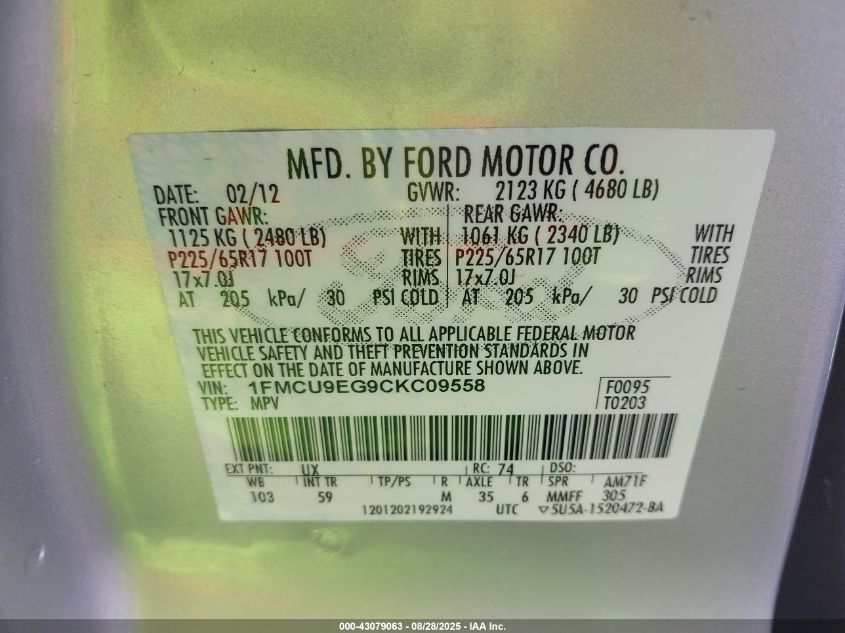 MFD. BY FORD MOTOR CO.
DATE: 02/12 GVWR: 2123 KG ( 4680 LB)
FRONT GAWR: REAR GAWR:
1125 KG ( 2480 LB) WITH 1061 KG ( 2340 LB) WITH
P225/65R17 100T TIRES P225/65R17 100T TIRES
17x7.0J RIMS 17x7.0J RIMS
AT 205 kPa/ 30 PSI COLD AT 205 kPa/ 30 PSI COLD
THIS VEHICLE CONFORMS TO ALL APPLICABLE FEDERAL MOTOR
VEHICLE SAFETY AND THEFT PREVENTION STANDARDS IN
EFFECT ON THE DATE OF MANUFACTURE SHOWN ABOVE.
VIN: 1FMCU9EG9CKC09558 F0095
TYPE: MPV T0203
EXT PNT: UX RC: 74 DSO:
WB INT TR TP/PS R AXLE TR SPR AM71F
103 59 M 35 6 MMFF 305
1201202192924 UTC ▽5U5A-1520472-BA
000-43079063 - 08/28/2025 - IAA Inc.